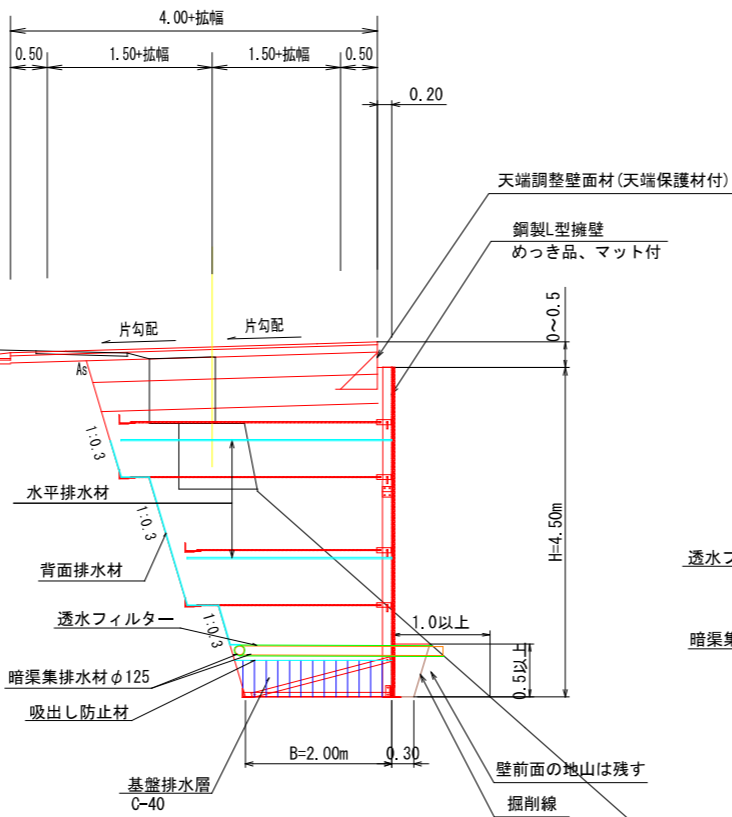 4.00+拡幅
0.50
1.50+拡幅
1.50+拡幅
0.50
0.20
天端調整壁面材(天端保護材付)
鋼製L型擁壁
めっき品、マット付
0~0.5
片勾配
片勾配
As
1:0.3
水平排水材
1:0.3
H=4.50m
背面排水材
透水フ
1:0.3
1.0以上
透水フィルター
暗渠集
0.5以上
暗渠集排水材φ125
吸出し防止材
B=2.00m
0.30
壁前面の地山は残す
基盤排水層
C-40
掘削線